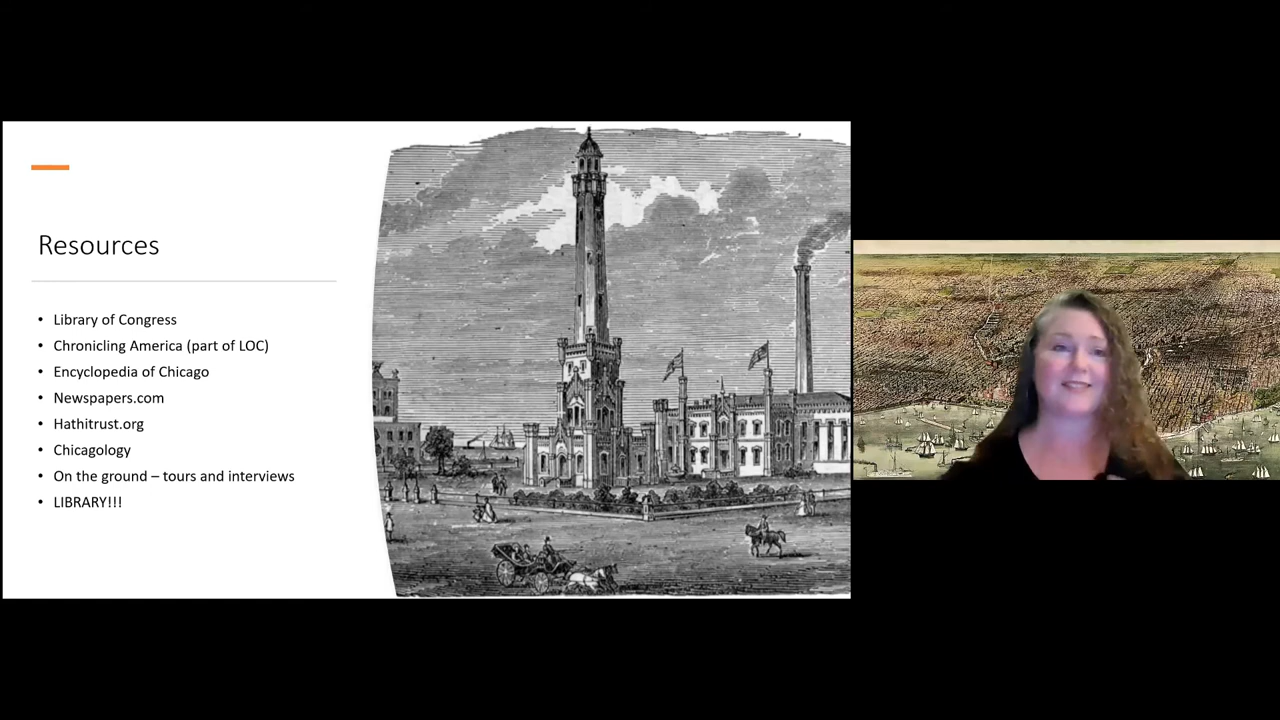 Resources
• Library of Congress
• Chronicling America (part of LOC)
• Encyclopedia of Chicago
• Newspapers.com
• Hathitrust.org
• Chicagology
• On the ground – tours and interviews
• LIBRARY!!!